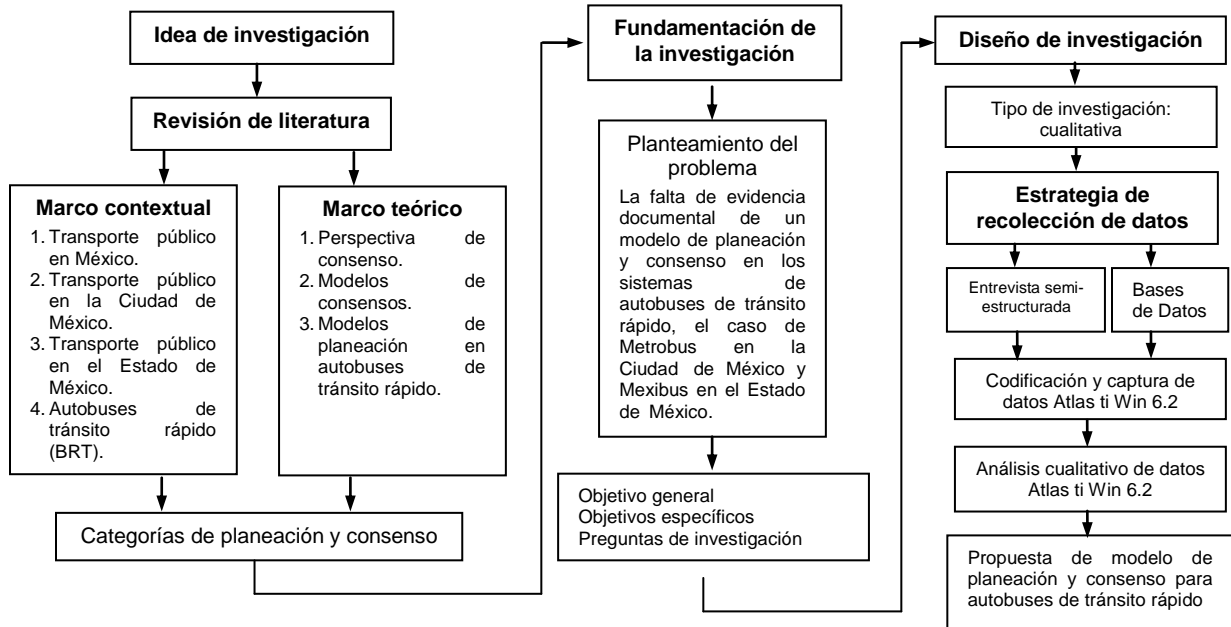 Idea de investigación
Revisión de literatura
Marco contextual
1. Transporte público
en México.
2. Transporte público
en la Ciudad de
México.
3. Transporte público
en el Estado de
México.
4. Autobuses de
tránsito rápido
(BRT).
Marco teórico
1. Perspectiva de
consenso.
2. Modelos de
consensos.
3. Modelos de
planeación en
autobuses de
tránsito rápido.
Categorías de planeación y consenso
Fundamentación de
la investigación
Planteamiento del
problema
La falta de evidencia
documental de un
modelo de planeación
y consenso en los
sistemas de
autobuses de tránsito
rápido, el caso de
Metrobus en la
Ciudad de México y
Mexibus en el Estado
de México.
Objetivo general
Objetivos específicos
Preguntas de investigación
Diseño de investigación
Tipo de investigación:
cualitativa
Estrategia de
recolección de datos
Entrevista semi-
estructurada
Bases
de Datos
Codificación y captura de
datos Atlas ti Win 6.2
Análisis cualitativo de datos
Atlas ti Win 6.2
Propuesta de modelo de
planeación y consenso para
autobuses de tránsito rápido